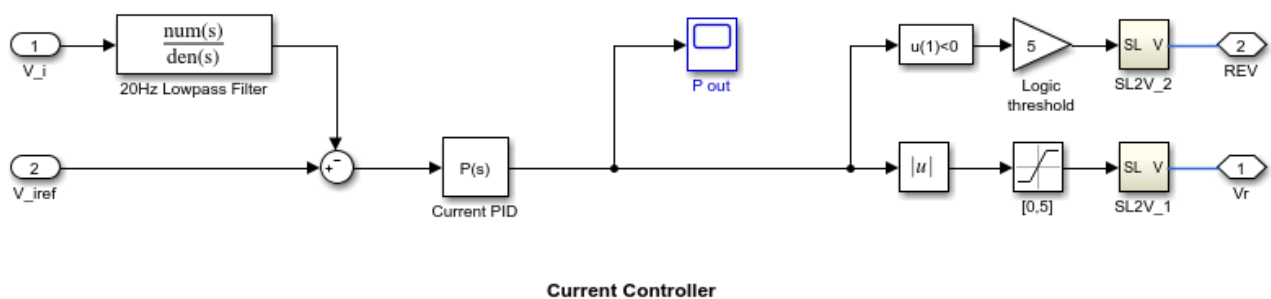 1
V_i
num(s)
den(s)
20Hz Lowpass Filter
2
V_iref
+
-
P(s)
Current PID
P out
u(1)<0
5
Logic
threshold
SL V
SL2V_2
2
REV
|u|
[0,5]
SL V
SL2V_1
1
Vr
Current Controller